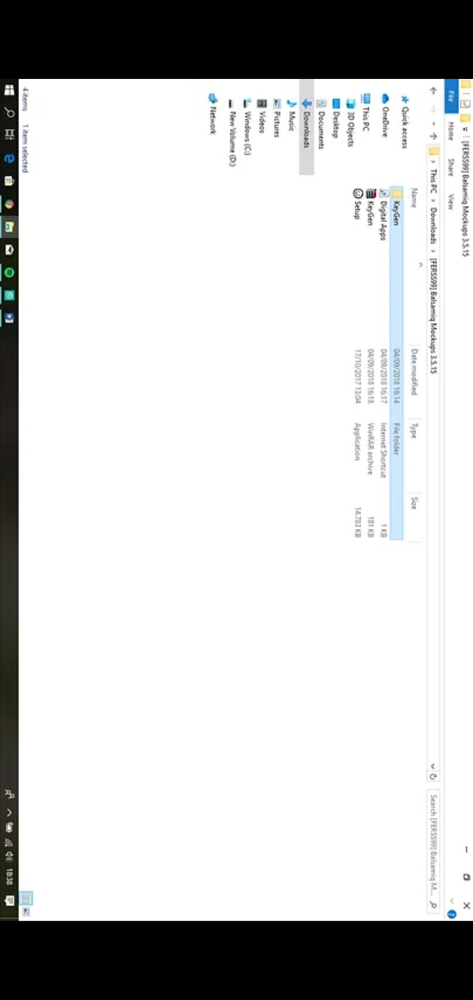 [FERSS99] Balsamiq Mockups 3.5.15
File Home Share View
This PC Downloads [FERSS99] Balsamiq Mockups 3.5.15
Search [FERSS99] Balsamiq M...
Name Date modified Type Size
Quick access
OneDrive
This PC
3D Objects
Desktop
Documents
Downloads
Music
Pictures
Videos
Windows (C:)
New Volume (D:)
Network
KeyGen 04/09/2018 16:14 File folder
Digital Apps 04/09/2018 16:17 Internet Shortcut 1 KB
KeyGen 04/09/2018 16:18 WinRAR archive 181 KB
Setup 17/10/2017 13:04 Application 14.783 KB
4 items 1 item selected
18:38